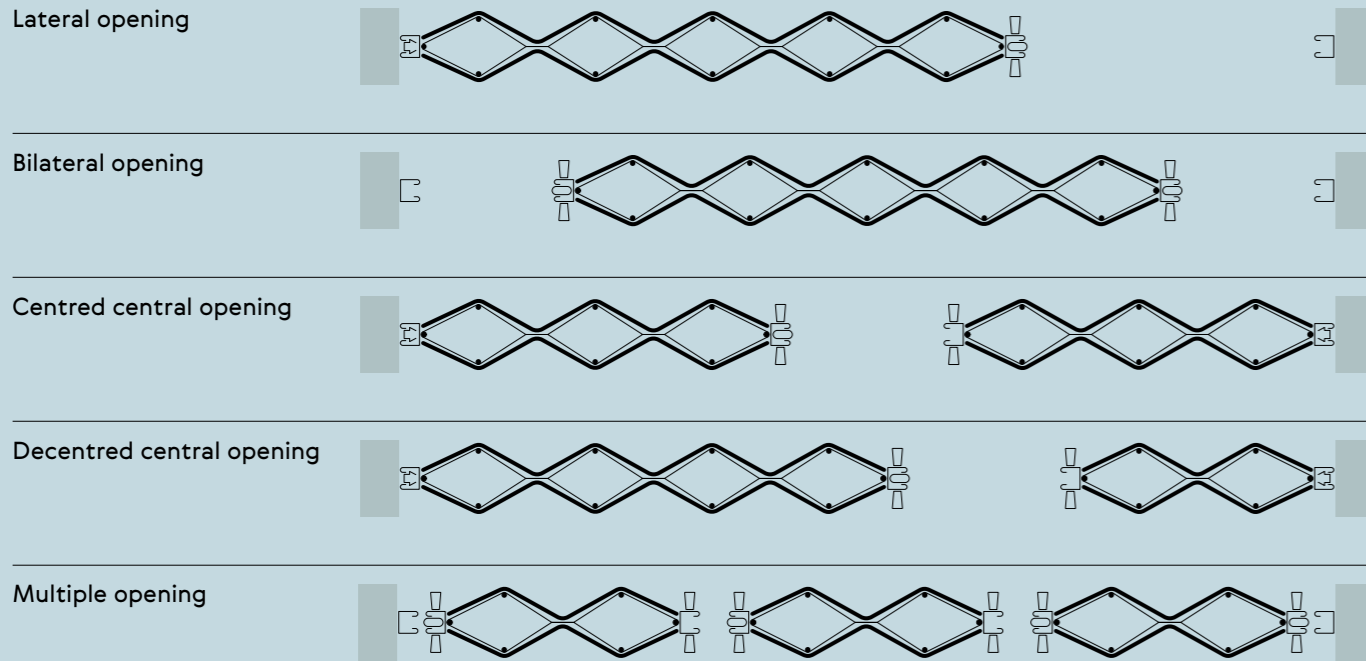 Lateral opening
Bilateral opening
Centred central opening
Decentred central opening
Multiple opening